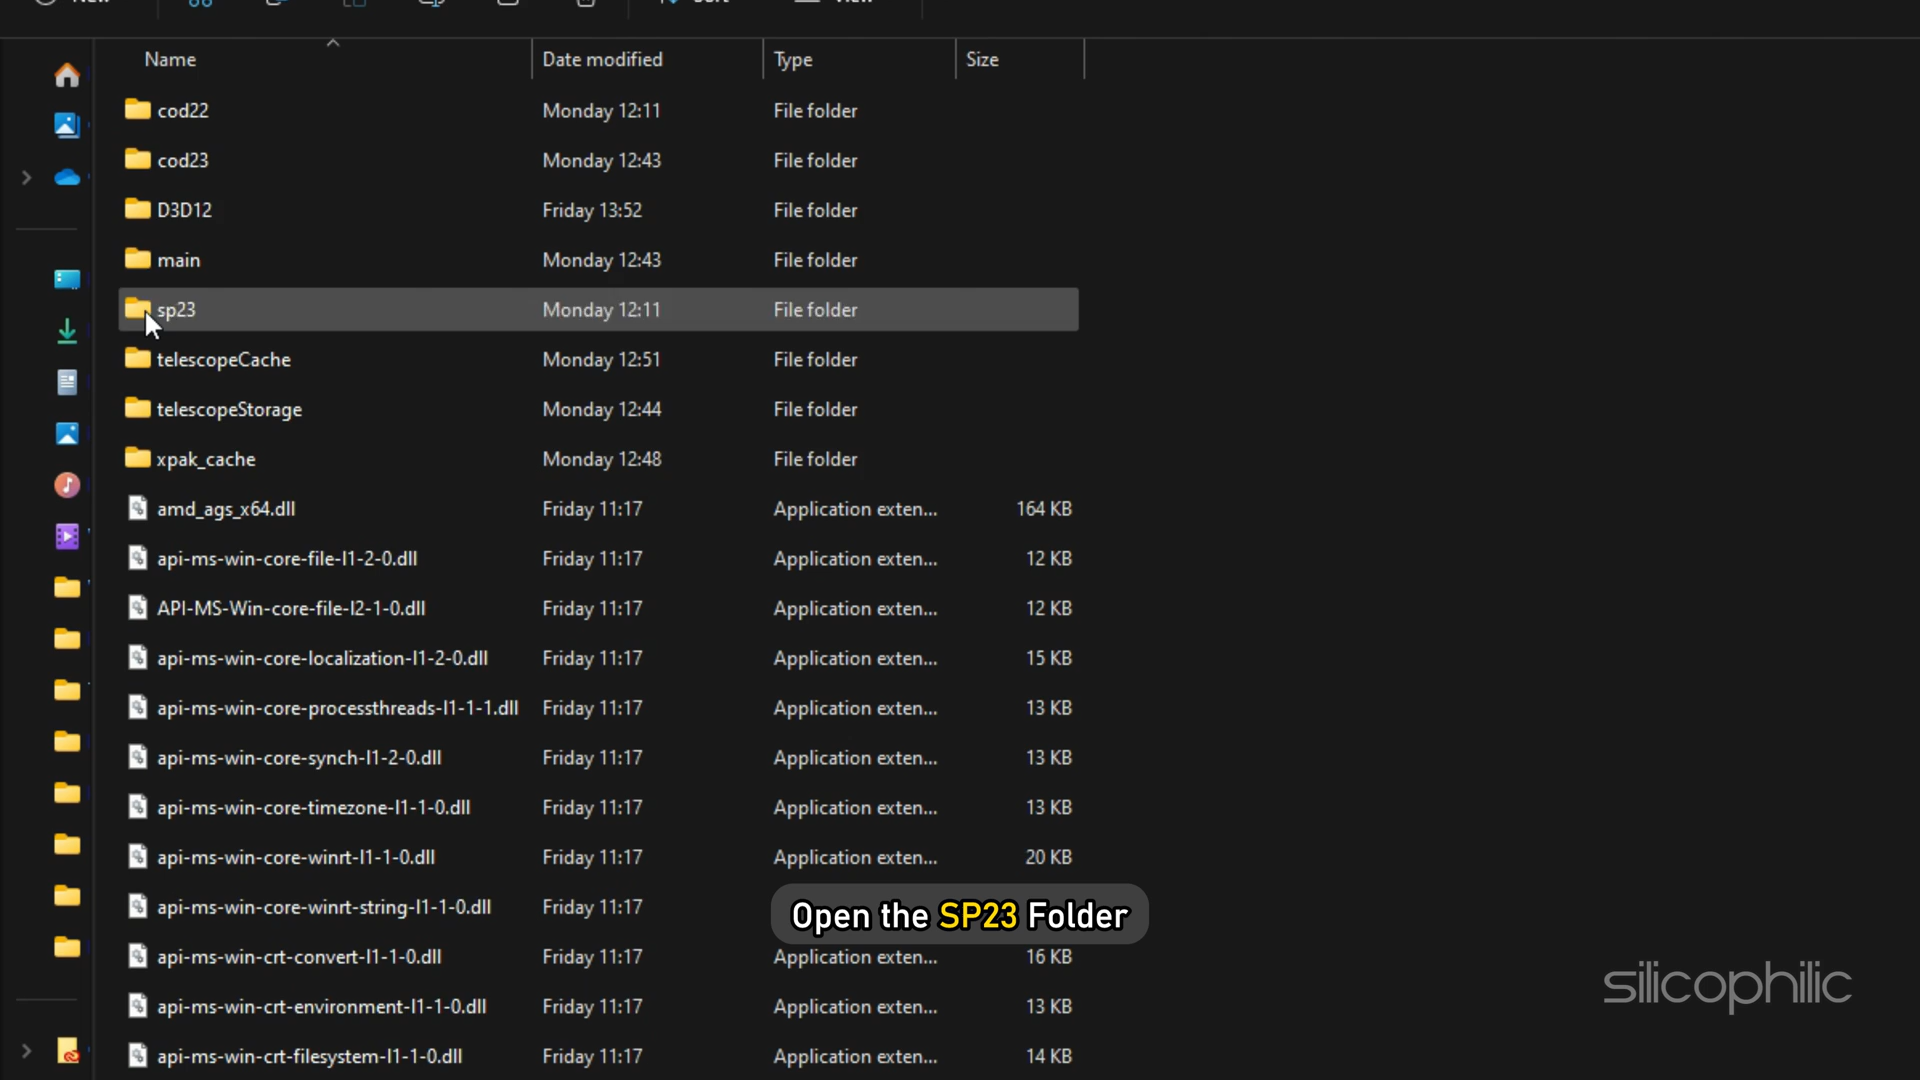 Name Date modified Type Size
cod22 Monday 12:11 File folder
cod23 Monday 12:43 File folder
D3D12 Friday 13:52 File folder
main Monday 12:43 File folder
sp23 Monday 12:11 File folder
telescopeCache Monday 12:51 File folder
telescopeStorage Monday 12:44 File folder
xpak_cache Monday 12:48 File folder
amd_ags_x64.dll Friday 11:17 Application exten... 164 KB
api-ms-win-core-file-l1-2-0.dll Friday 11:17 Application exten... 12 KB
API-MS-Win-core-file-l2-1-0.dll Friday 11:17 Application exten... 12 KB
api-ms-win-core-localization-l1-2-0.dll Friday 11:17 Application exten... 15 KB
api-ms-win-core-processthreads-l1-1-1.dll Friday 11:17 Application exten... 13 KB
api-ms-win-core-synch-l1-2-0.dll Friday 11:17 Application exten... 13 KB
api-ms-win-core-timezone-l1-1-0.dll Friday 11:17 Application exten... 13 KB
api-ms-win-core-winrt-l1-1-0.dll Friday 11:17 Application exten... 20 KB
api-ms-win-core-winrt-string-l1-1-0.dll Friday 11:17
Open the SP23 Folder
api-ms-win-crt-convert-l1-1-0.dll Friday 11:17 Application exten... 16 KB
api-ms-win-crt-environment-l1-1-0.dll Friday 11:17 Application exten... 13 KB
api-ms-win-crt-filesystem-l1-1-0.dll Friday 11:17 Application exten... 14 KB
silicophilic